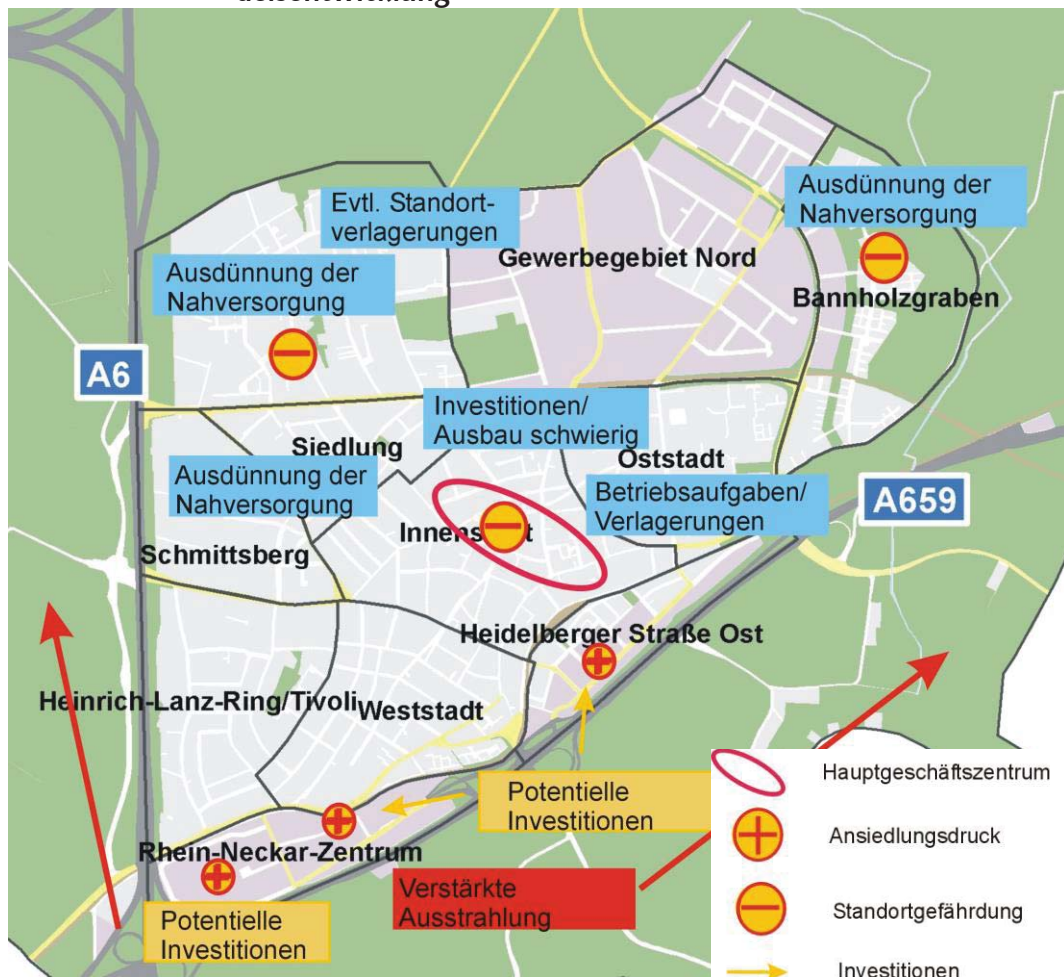 Evtl. Standort-
verlagerungen
Ausdünnung der
Nahversorgung
Gewerbegebiet Nord
Ausdünnung der
Nahversorgung
Bannholzgraben
A6
Investitionen/
Ausbau schwierig
Siedlung
Oststadt
Ausdünnung der
Nahversorgung
Betriebsaufgaben/
Verlagerungen
A659
Schmittsberg
Heidelberger Straße Ost
Heinrich-Lanz-Ring/Tivoli
Weststadt
Potentielle
Investitionen
Rhein-Neckar-Zentrum
Verstärkte
Ausstrahlung
Potentielle
Investitionen
Hauptgeschäftszentrum
Ansiedlungsdruck
Standortgefährdung
Investitionen